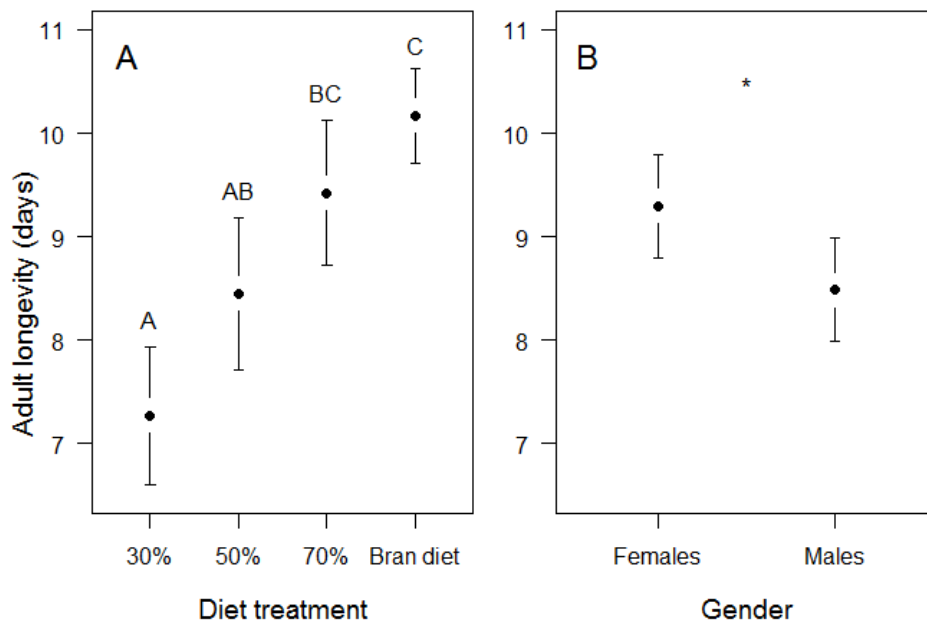 A
B
Adult longevity (days)
11
10
9
8
7
A
AB
BC
C
30%
50%
70%
Bran diet
Diet treatment
11
10
9
8
7
*
Females
Males
Gender